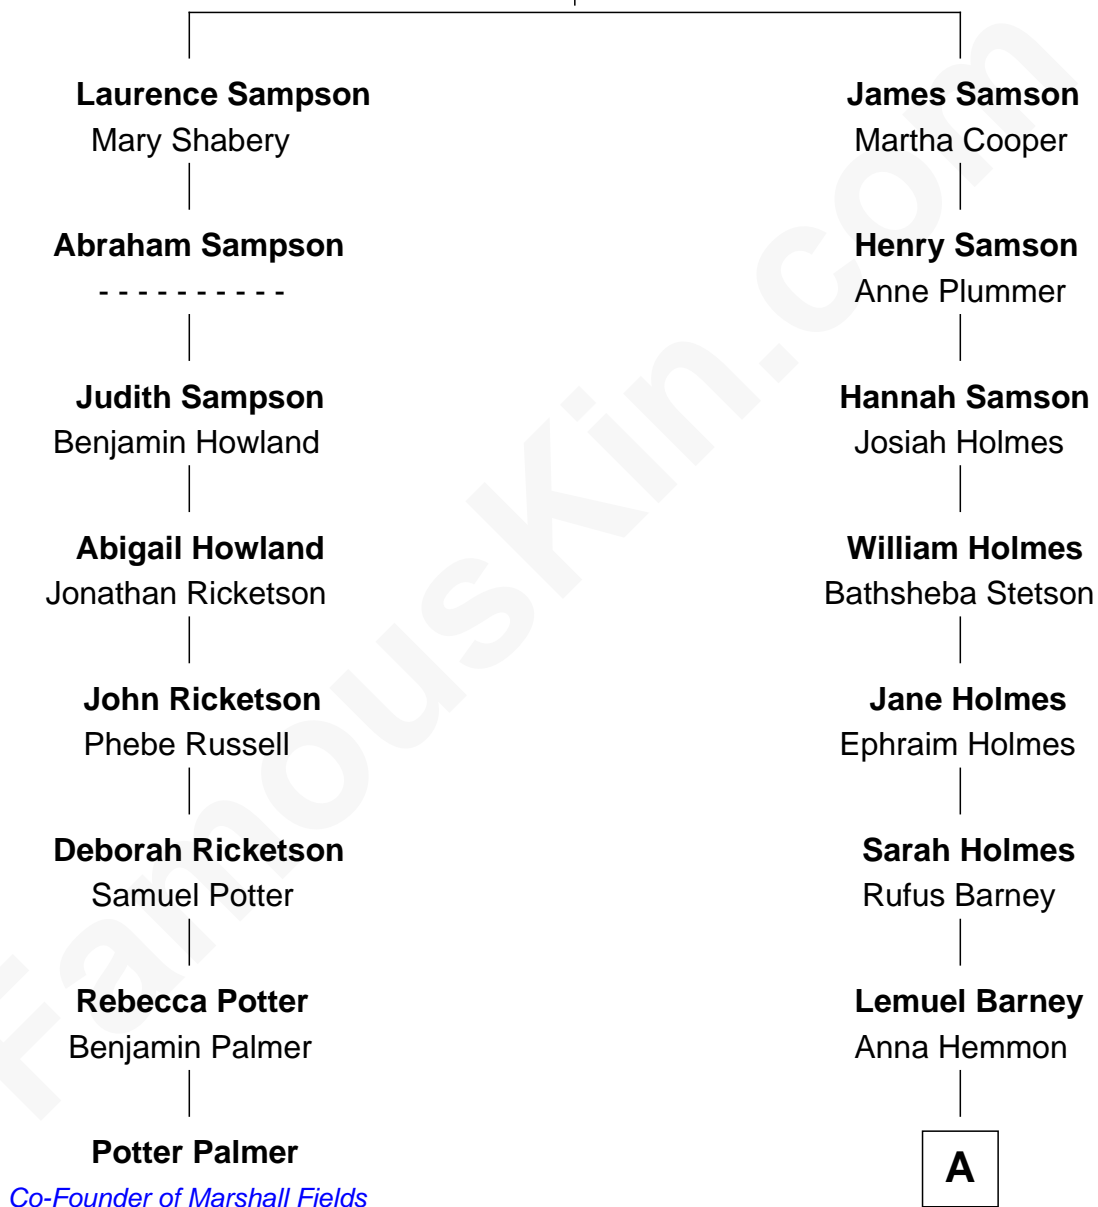 Laurence Sampson
Mary Shabery
James Samson
Martha Cooper
Abraham Sampson
- - - - - - - - - -
Henry Samson
Anne Plummer
Judith Sampson
Benjamin Howland
Hannah Samson
Josiah Holmes
Abigail Howland
Jonathan Ricketson
William Holmes
Bathsheba Stetson
John Ricketson
Phebe Russell
Jane Holmes
Ephraim Holmes
Deborah Ricketson
Samuel Potter
Sarah Holmes
Rufus Barney
Rebecca Potter
Benjamin Palmer
Lemuel Barney
Anna Hemmon
Potter Palmer
Co-Founder of Marshall Fields
A
FamousKin.com